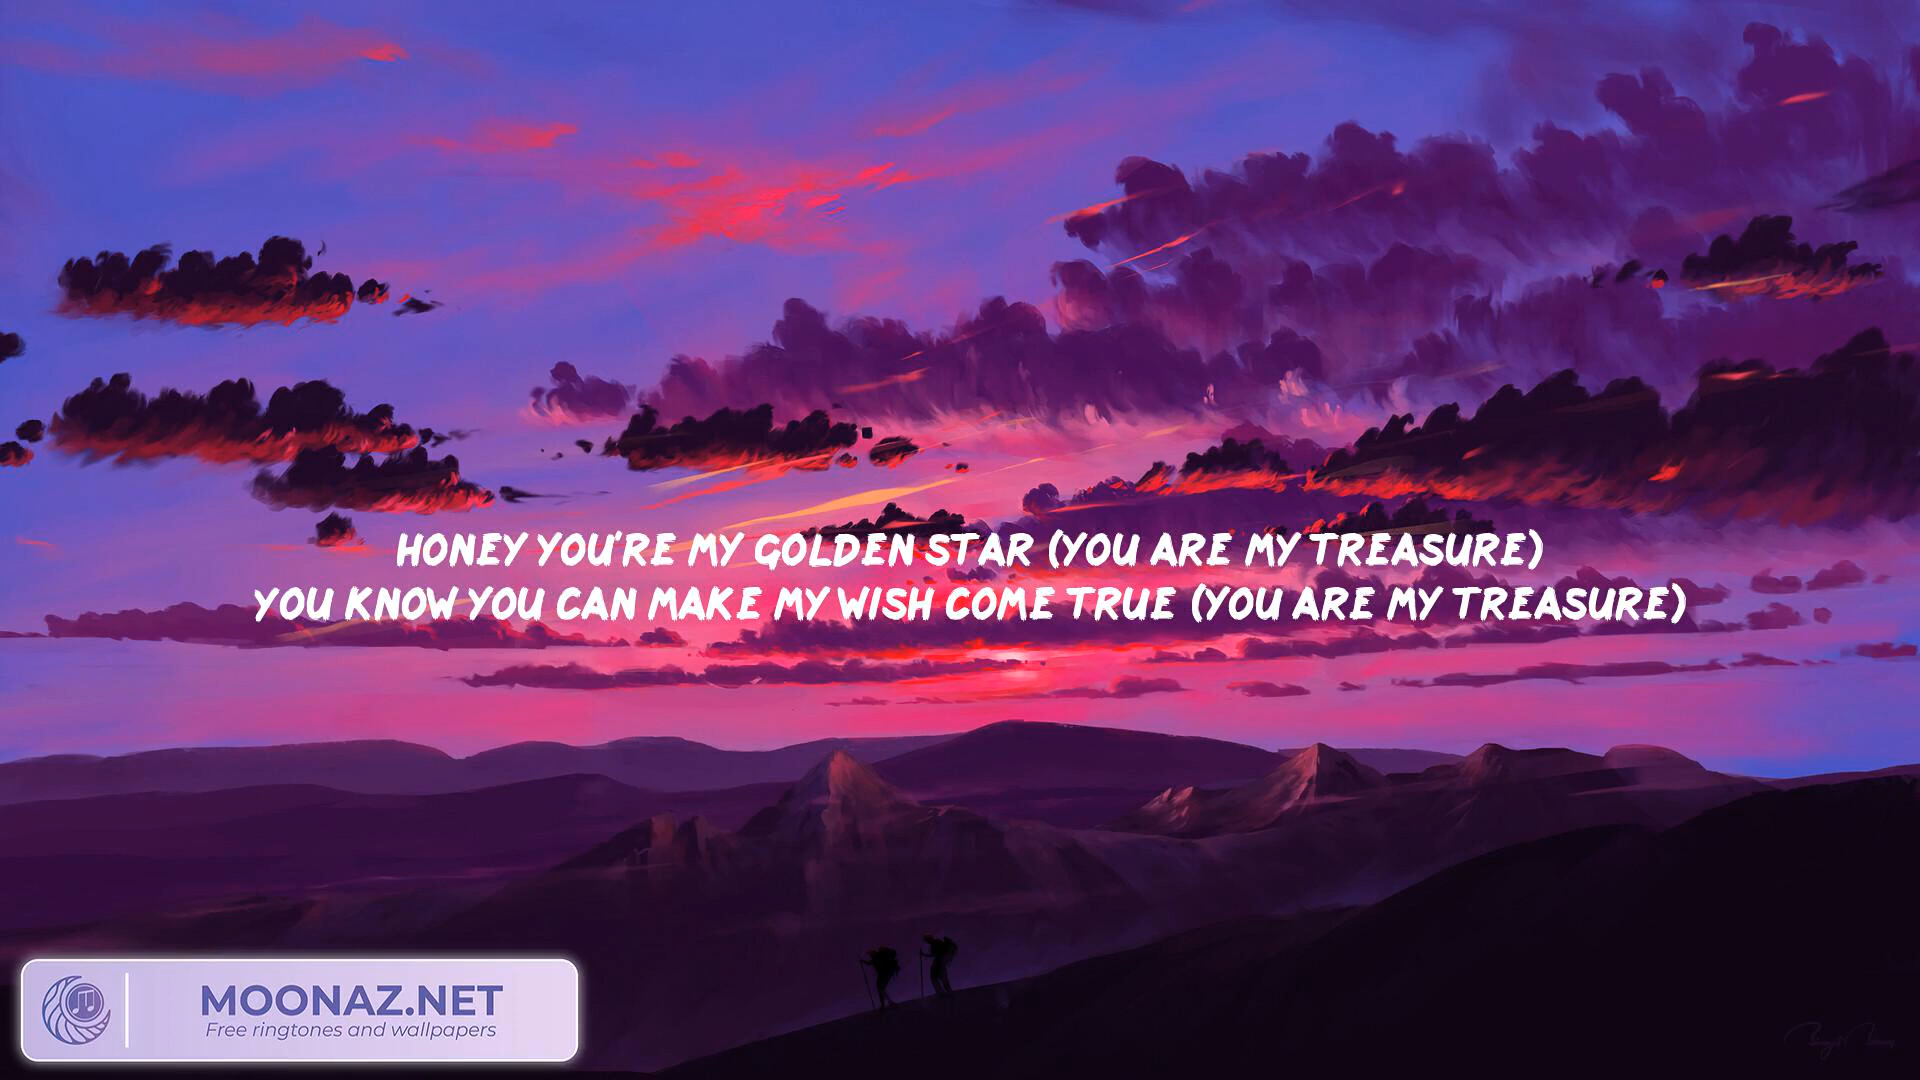 HONEY YOU'RE MY GOLDEN STAR (YOU ARE MY TREASURE)
YOU KNOW YOU CAN MAKE MY WISH COME TRUE (YOU ARE MY TREASURE)
MOONAZ.NET
Free ringtones and wallpapers